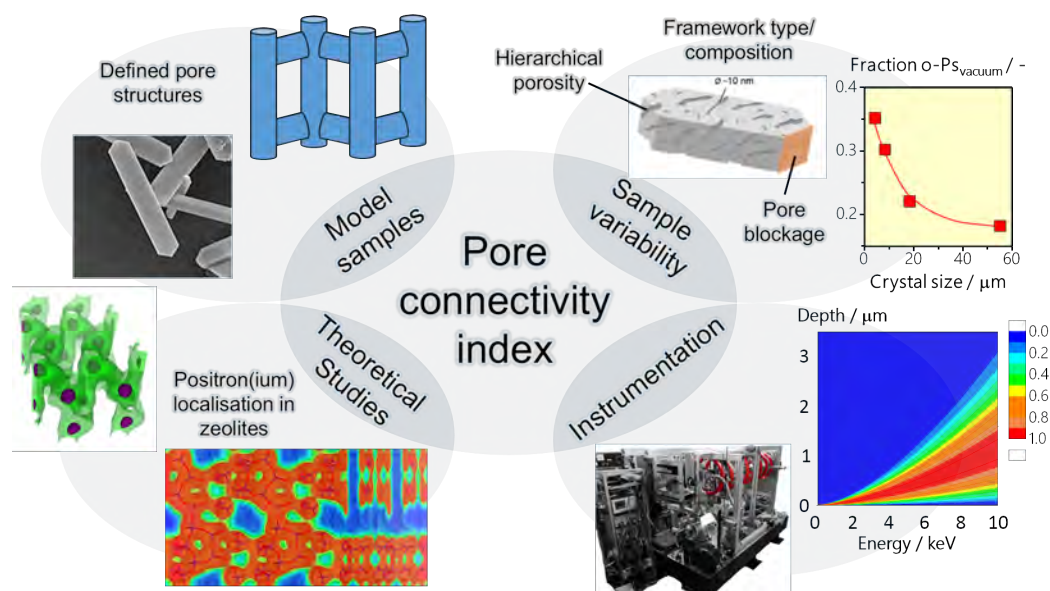 Defined pore
structures
Framework type/
composition
Hierarchical
porosity
ø ~10 nm
Pore
blockage
Fraction o-Ps vacuum / -
0.4
0.3
0.2
0 20 40 60
Crystal size / μm
Model
samples
Sample
variability
Pore
connectivity
index
Theoretical
Studies
Instrumentation
Positron(ium)
localisation in
zeolites
Depth / μm
3
2
1
0
0 2 4 6 8 10
Energy / keV
0.0
0.2
0.4
0.6
0.8
1.0